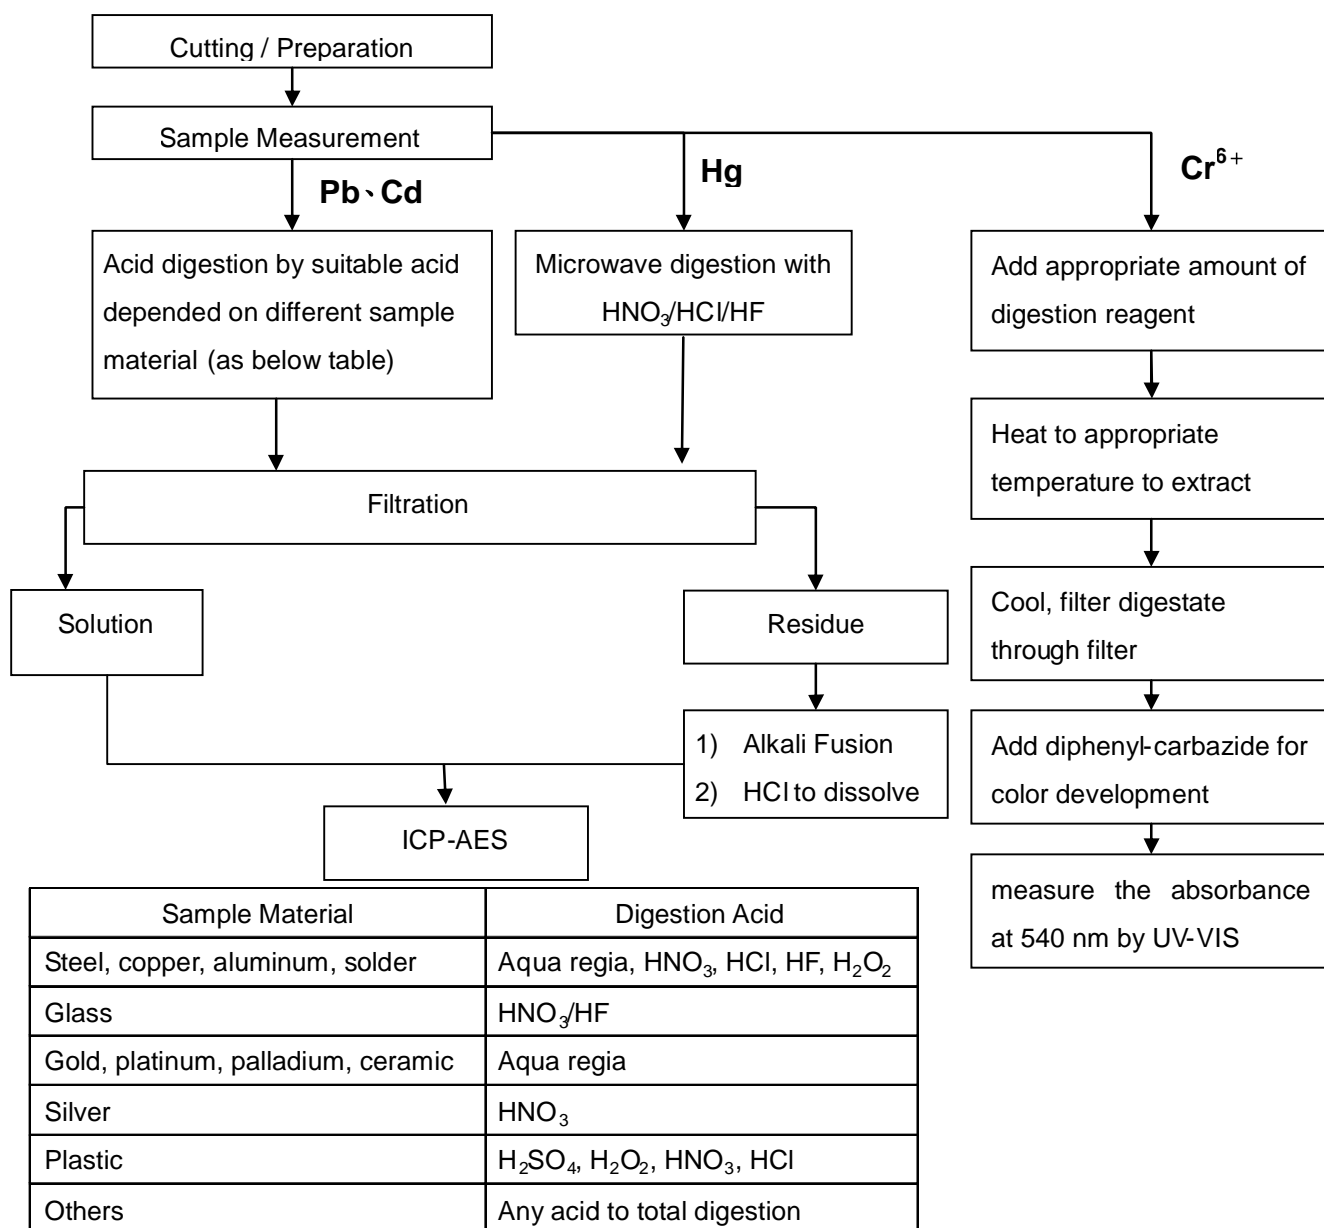 Cutting / Preparation
Sample Measurement
Pb、Cd
Hg
Cr⁶⁺
Acid digestion by suitable acid
depended on different sample
material (as below table)
Microwave digestion with
HNO₃/HCl/HF
Add appropriate amount of
digestion reagent
Heat to appropriate
temperature to extract
Filtration
Cool, filter digestate
through filter
Solution
Residue
1) Alkali Fusion
2) HCl to dissolve
Add diphenyl-carbazide for
color development
ICP-AES
measure the absorbance
at 540 nm by UV-VIS
Sample Material Digestion Acid
Steel, copper, aluminum, solder Aqua regia, HNO₃, HCl, HF, H₂O₂
Glass HNO₃/HF
Gold, platinum, palladium, ceramic Aqua regia
Silver HNO₃
Plastic H₂SO₄, H₂O₂, HNO₃, HCl
Others Any acid to total digestion